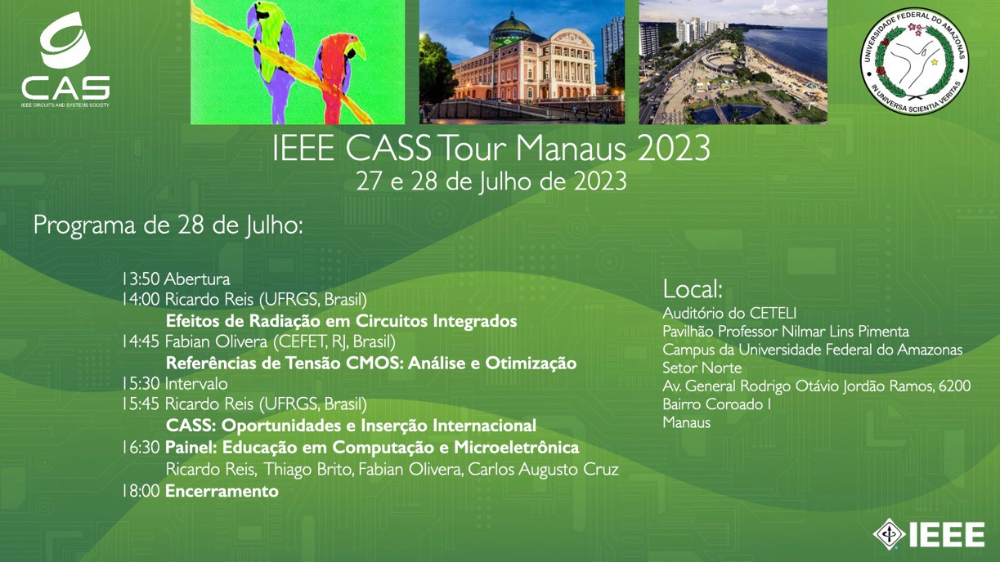 CAS
IEEE CIRCUITS AND SYSTEMS SOCIETY
UNIVERSIDADE FEDERAL DO AMAZONAS
IN UNIVERSA SCIENTIA VERITAS
IEEE CASS Tour Manaus 2023
27 e 28 de Julho de 2023
Programa de 28 de Julho:
13:50 Abertura
14:00 Ricardo Reis (UFRGS, Brasil)
Efeitos de Radiação em Circuitos Integrados
14:45 Fabian Olivera (CEFET, RJ, Brasil)
Referências de Tensão CMOS: Análise e Otimização
15:30 Intervalo
15:45 Ricardo Reis (UFRGS, Brasil)
CASS: Oportunidades e Inserção Internacional
16:30 Painel: Educação em Computação e Microeletrônica
Ricardo Reis, Thiago Brito, Fabian Olivera, Carlos Augusto Cruz
18:00 Encerramento
Local:
Auditório do CETELI
Pavilhão Professor Nilmar Lins Pimenta
Campus da Universidade Federal do Amazonas
Setor Norte
Av. General Rodrigo Otávio Jordão Ramos, 6200
Bairro Coroado I
Manaus
IEEE